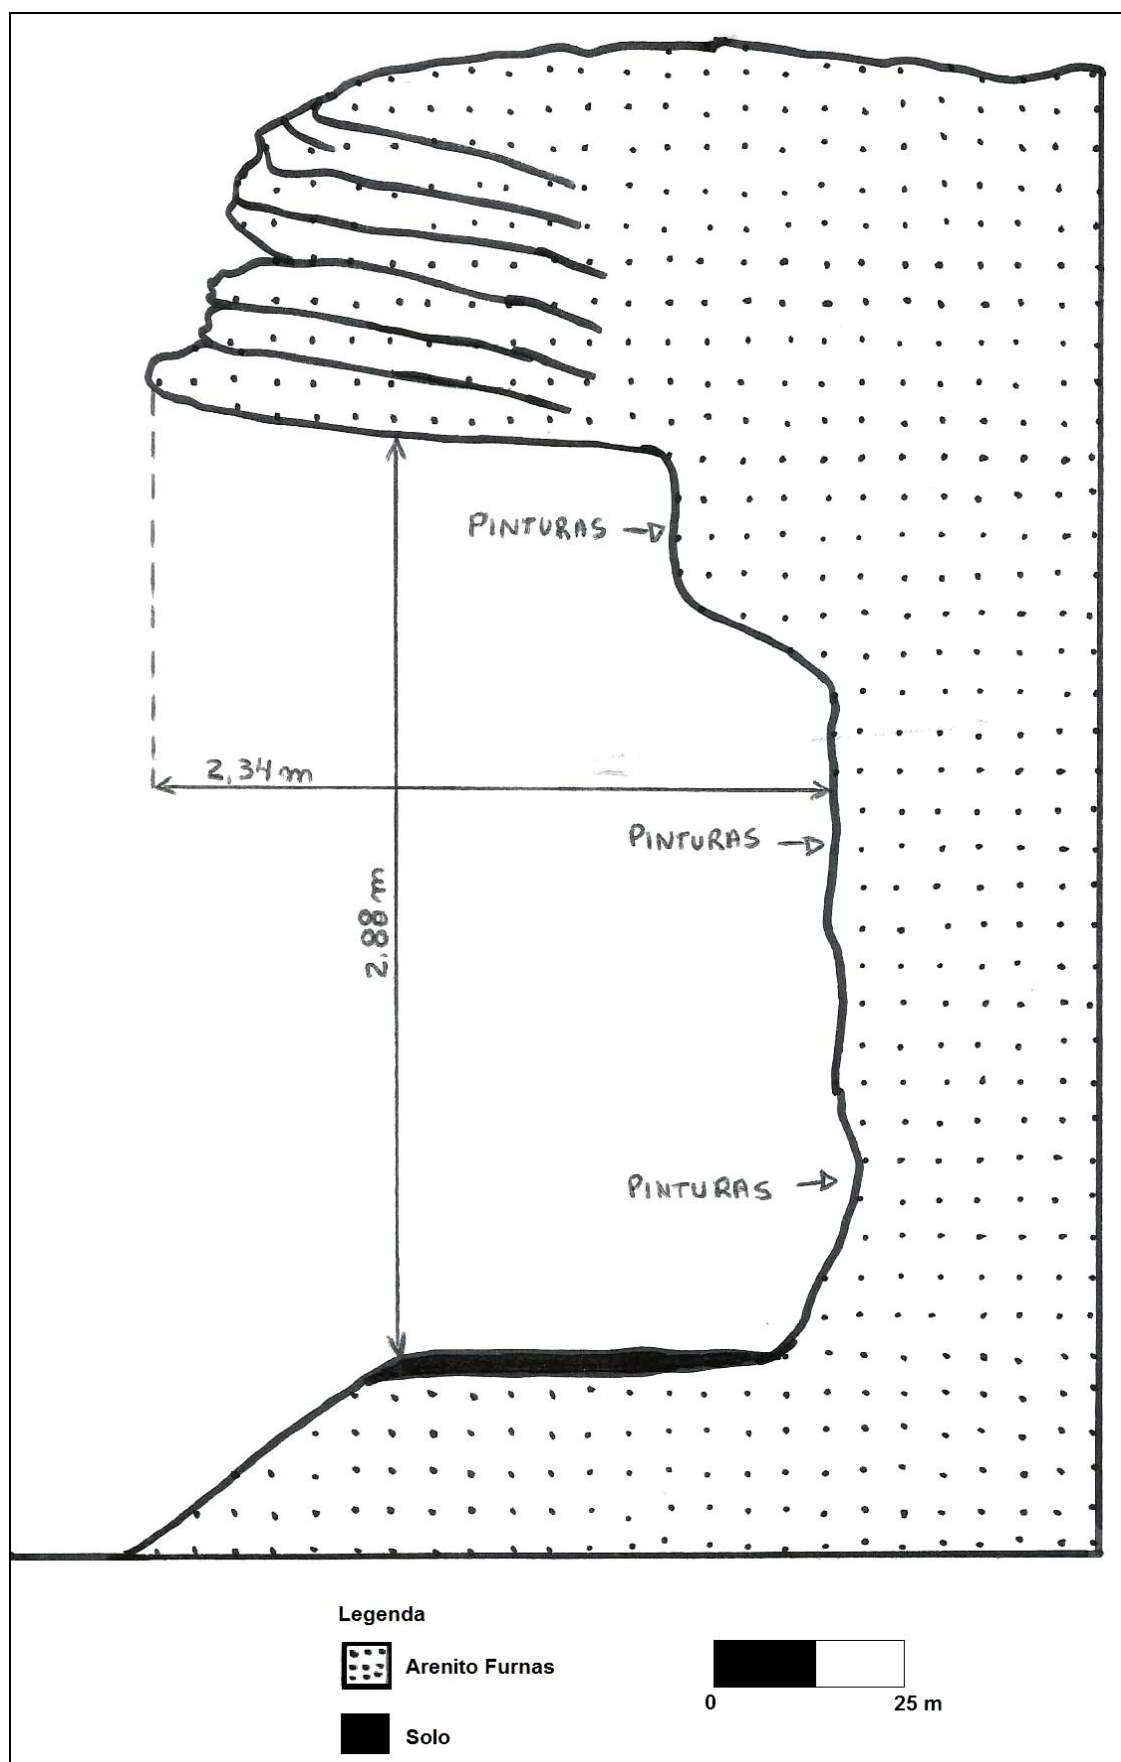 PINTURAS
2,34 m
PINTURAS
2,88 m
PINTURAS
Legenda
Arenito Furnas
0 25 m
Solo